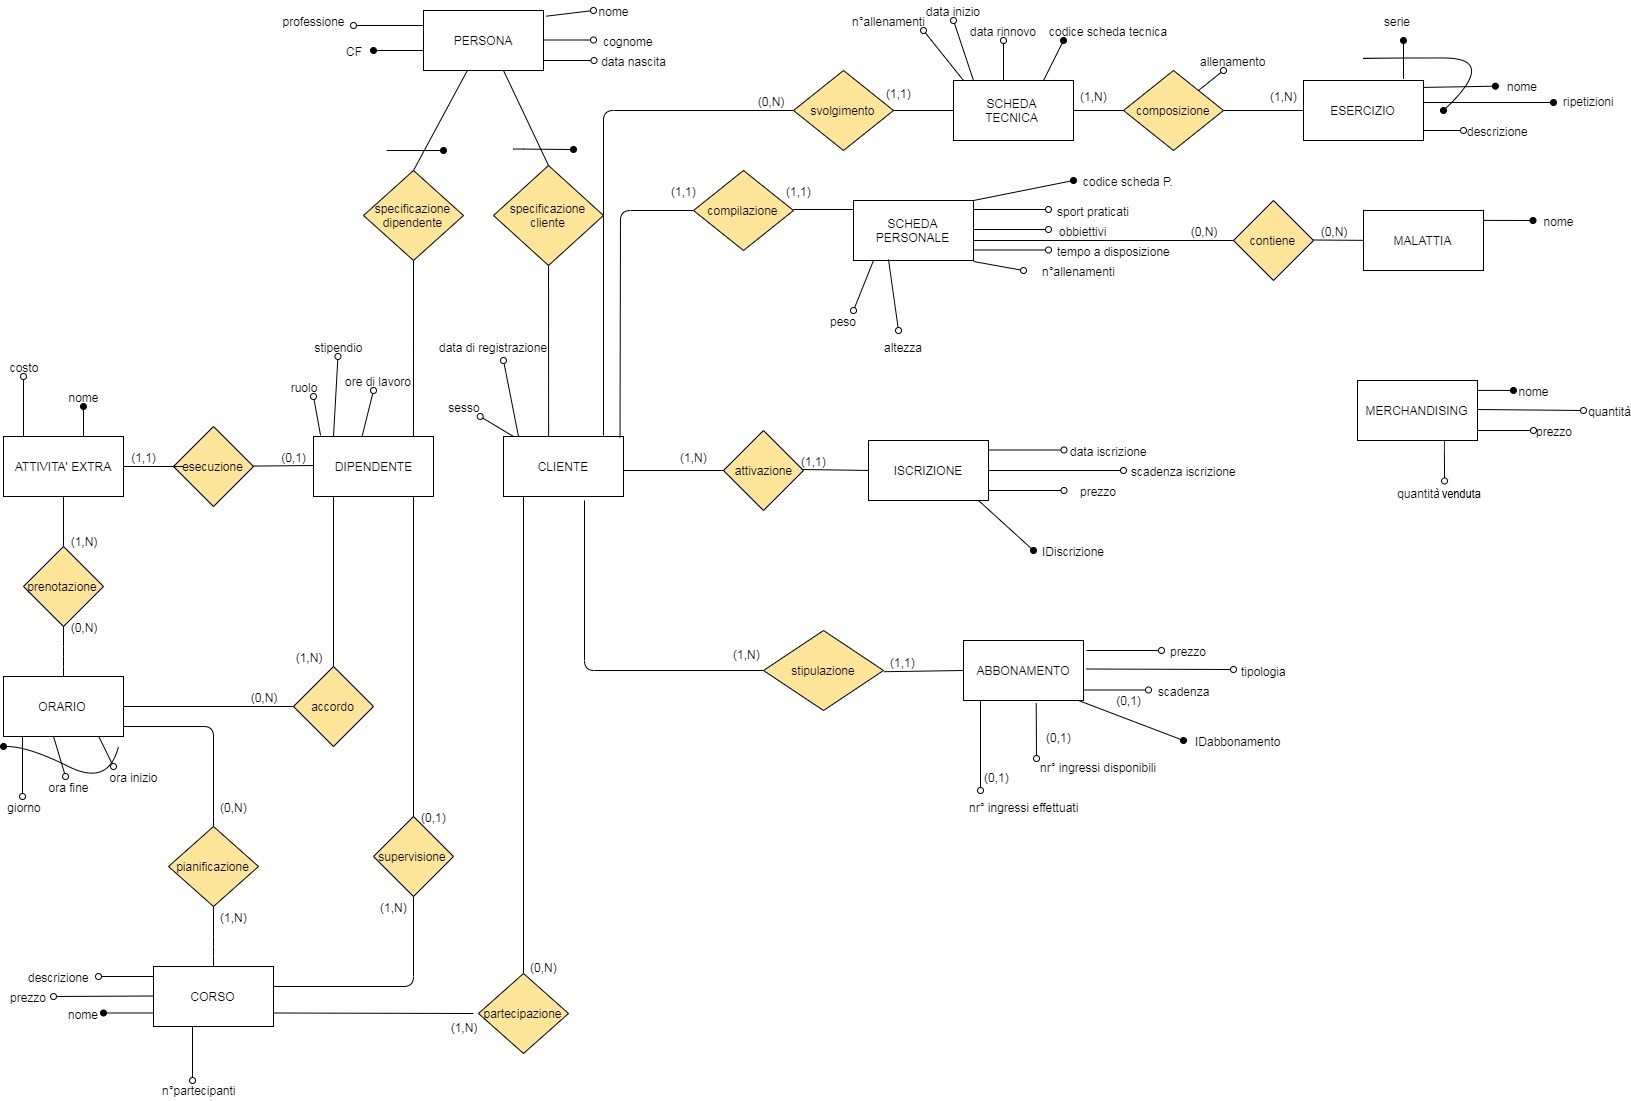 professione
CF
PERSONA
nome
cognome
data nascita
specificazione
dipendente
specificazione
cliente
n°allenamenti
data inizio
data rinnovo
codice scheda tecnica
(0,N)
svolgimento
(1,1)
SCHEDA
TECNICA
(1,N)
composizione
allenamento
(1,N)
serie
ESERCIZIO
nome
ripetizioni
descrizione
(1,1)
compilazione
(1,1)
SCHEDA
PERSONALE
codice scheda P.
sport praticati
obbiettivi
tempo a disposizione
n°allenamenti
peso
altezza
(0,N)
contiene
(0,N)
MALATTIA
nome
costo
nome
ATTIVITA' EXTRA
(1,1)
esecuzione
(0,1)
ruolo
stipendio
ore di lavoro
DIPENDENTE
data di registrazione
sesso
CLIENTE
(1,N)
attivazione
(1,1)
ISCRIZIONE
data iscrizione
scadenza iscrizione
prezzo
IDiscrizione
MERCHANDISING
nome
quantità
prezzo
quantità venduta
(1,N)
prenotazione
(0,N)
ORARIO
(0,N)
(1,N)
accordo
giorno
ora fine
ora inizio
(1,N)
stipulazione
(1,1)
ABBONAMENTO
prezzo
tipologia
scadenza
(0,1)
IDabbonamento
(0,1)
nr° ingressi disponibili
(0,1)
nr° ingressi effettuati
(0,N)
pianificazione
(1,N)
(0,1)
supervisione
(1,N)
descrizione
prezzo
nome
CORSO
n°partecipanti
(0,N)
partecipazione
(1,N)